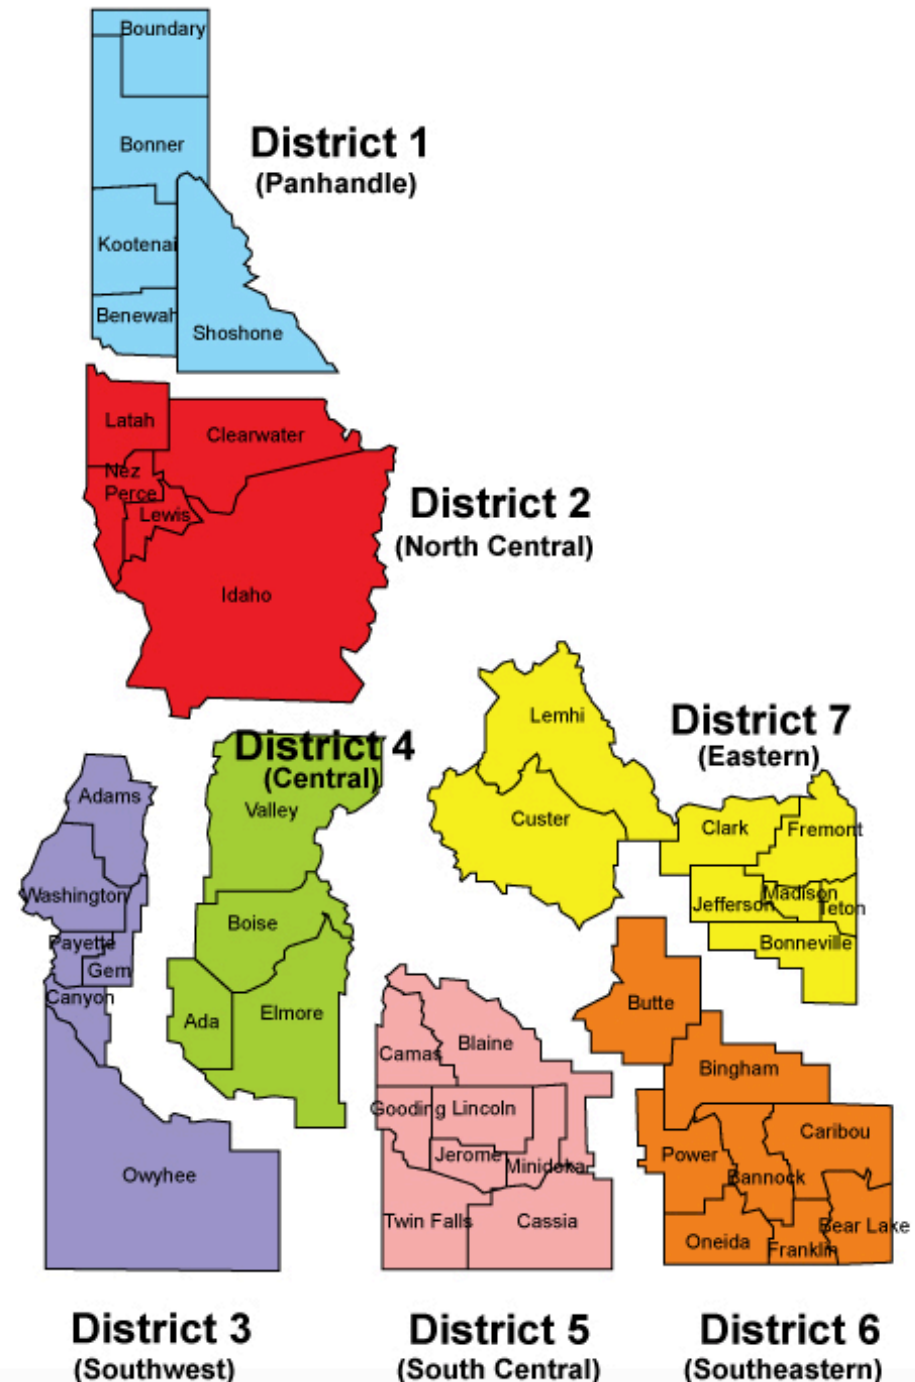 Boundary
Bonner
District 1
(Panhandle)
Kootenai
Benewah
Shoshone
Latah
Clearwater
Nez
Perce
Lewis
District 2
(North Central)
Idaho
Lemhi
District 7
(Eastern)
District 4
(Central)
Adams
Valley
Custer
Clark
Fremont
Washington
Madison
Jefferson
Teton
Boise
Payette
Bonneville
Gem
Canyon
Butte
Ada
Elmore
Blaine
Camas
Bingham
Gooding
Lincoln
Caribou
Jerome
Power
Minidoka
Owyhee
Bannock
Twin Falls
Cassia
Bear Lake
Oneida
Franklin
District 3
(Southwest)
District 5
(South Central)
District 6
(Southeastern)